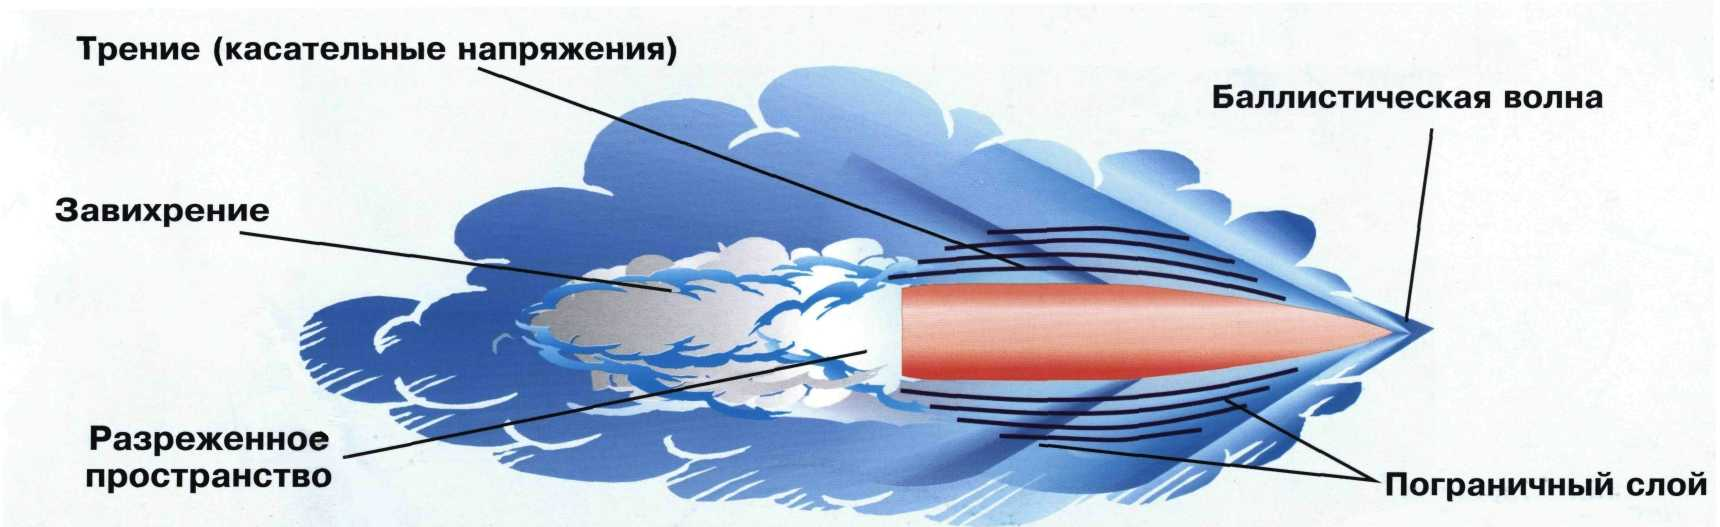 Трение (касательные напряжения)
Баллистическая волна
Завихрение
Разреженное
пространство
Пограничный слой